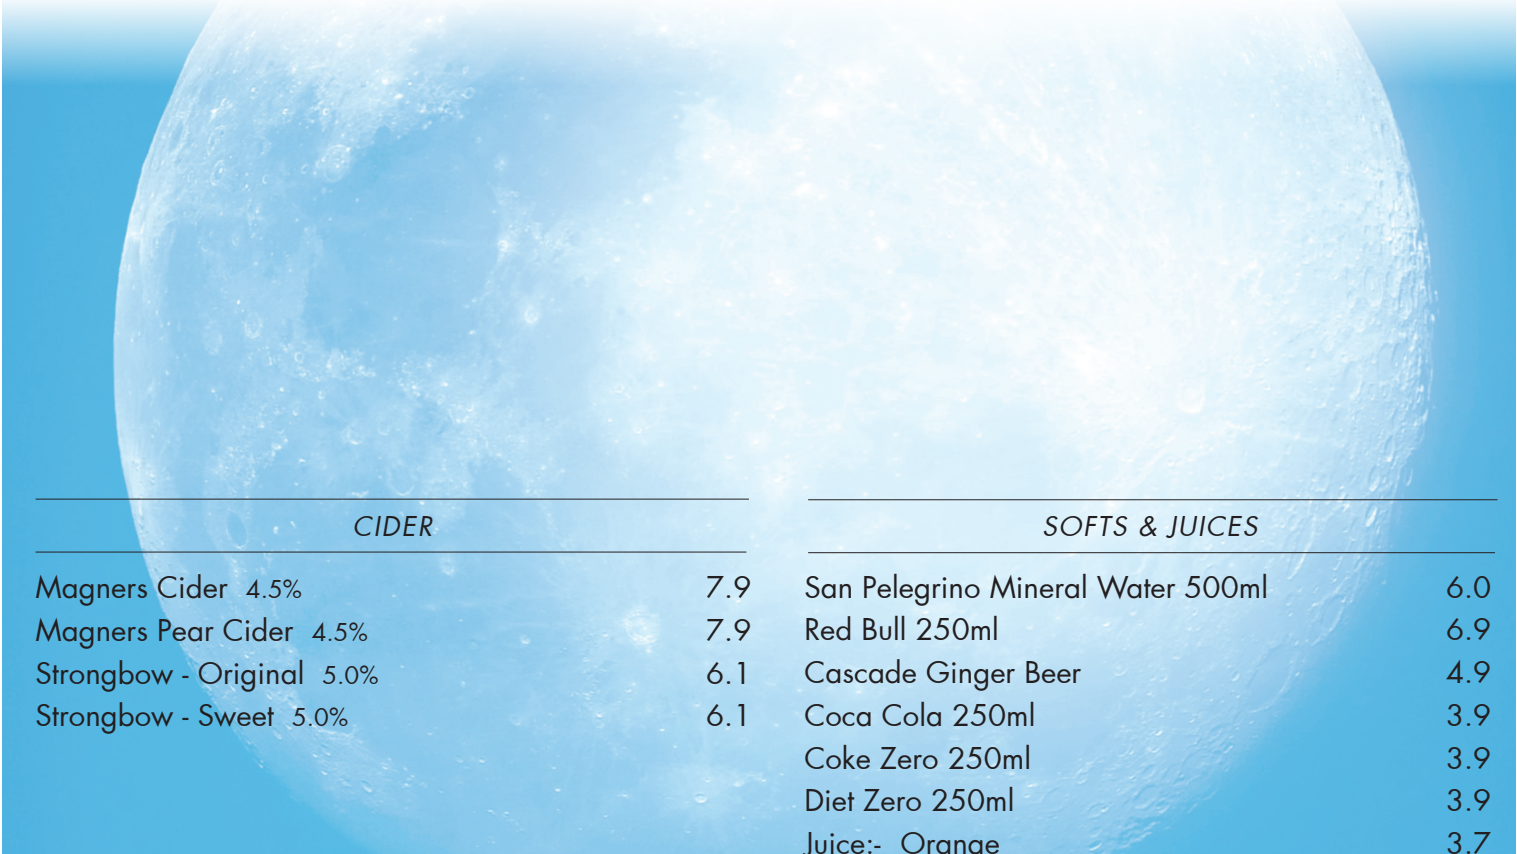 CIDER
Magners Cider 4.5% 7.9
Magners Pear Cider 4.5% 7.9
Strongbow - Original 5.0% 6.1
Strongbow - Sweet 5.0% 6.1
SOFTS & JUICES
San Pelegrino Mineral Water 500ml 6.0
Red Bull 250ml 6.9
Cascade Ginger Beer 4.9
Coca Cola 250ml 3.9
Coke Zero 250ml 3.9
Diet Zero 250ml 3.9
Juice:- Orange 3.7